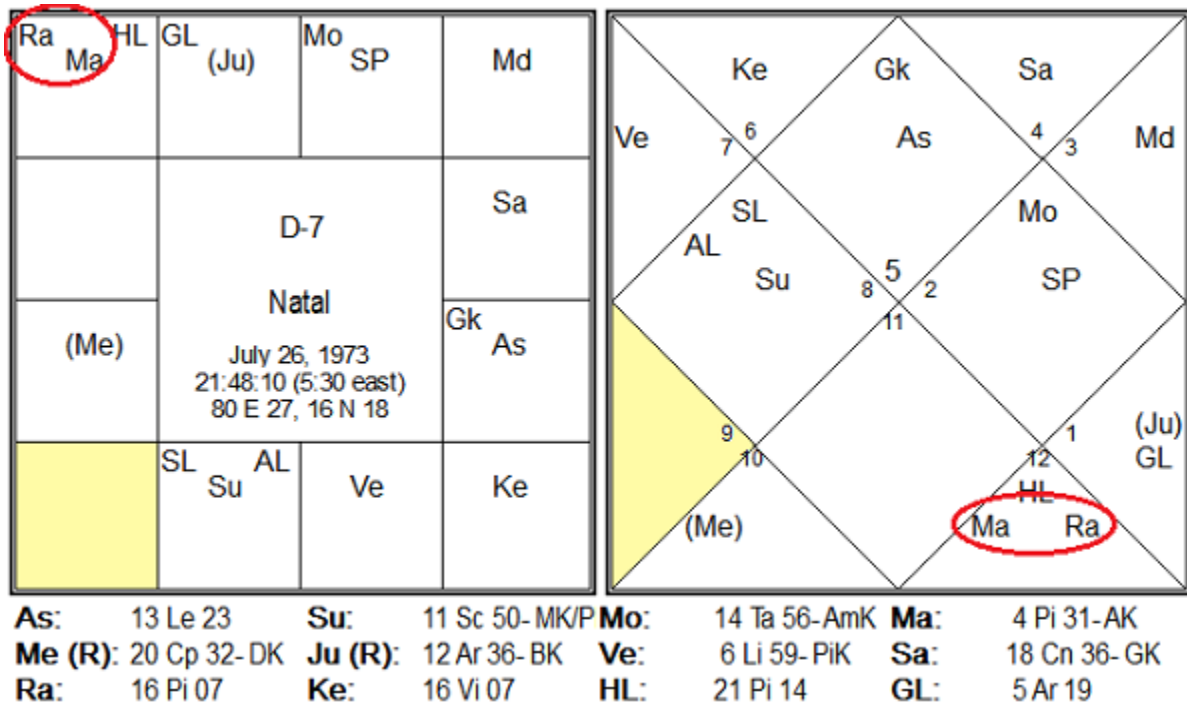 Ra HL
Ma
GL
(Ju)
Mo
SP
Md
Sa
(Me)
Gk
As
D-7
Natal
July 26, 1973
21:48:10 (5:30 east)
80 E 27, 16 N 18
SL AL
Su
Ve
Ke
Ke Gk Sa
Ve 7 6 As 4 3 Md
SL Mo
AL
Su SP
5
8 2
11
9 1 (Ju)
10 12 GL
HL
(Me) Ma Ra
As: 13 Le 23 Su: 11 Sc 50- MK/P Mo: 14 Ta 56- AmK Ma: 4 Pi 31- AK
Me (R): 20 Cp 32- DK Ju (R): 12 Ar 36- BK Ve: 6 Li 59- PiK Sa: 18 Cn 36- GK
Ra: 16 Pi 07 Ke: 16 Vi 07 HL: 21 Pi 14 GL: 5 Ar 19